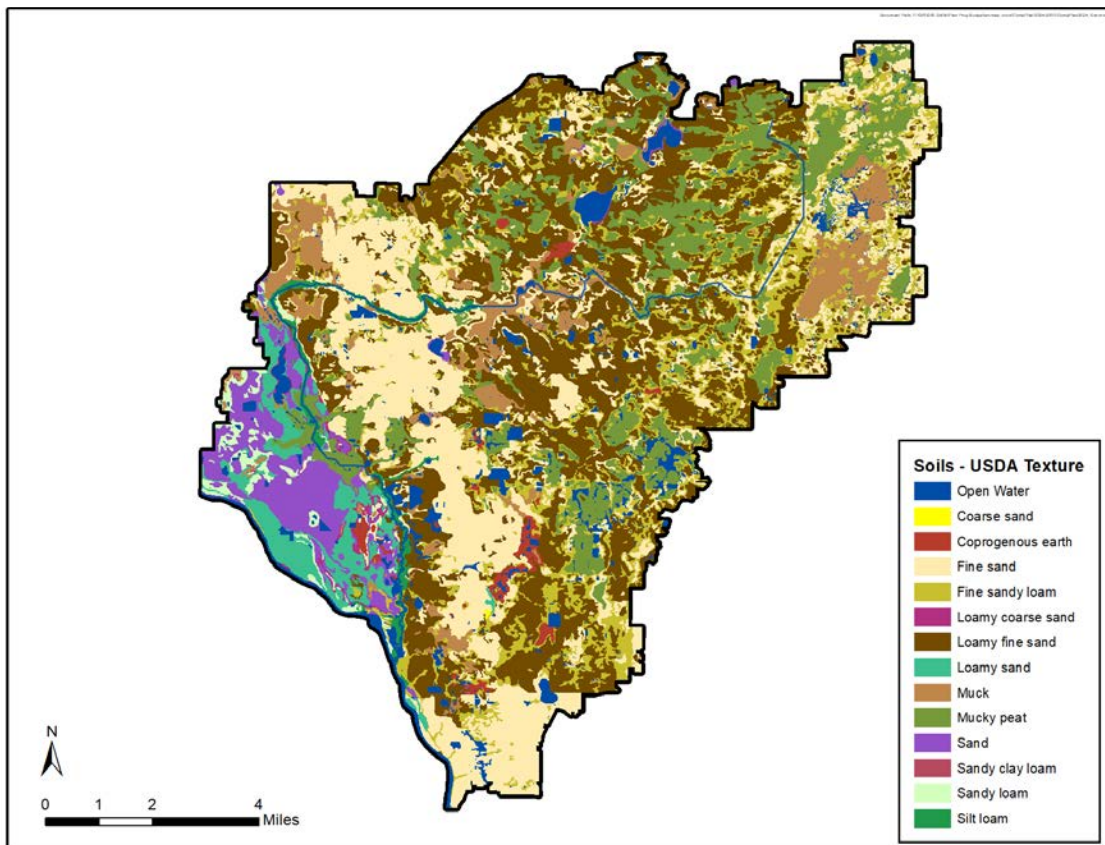 Soils - USDA Texture
Open Water
Coarse sand
Coprogenous earth
Fine sand
Fine sandy loam
Loamy coarse sand
Loamy fine sand
Loamy sand
Muck
Mucky peat
Sand
Sandy clay loam
Sandy loam
Silt loam
N
0 1 2 4
Miles